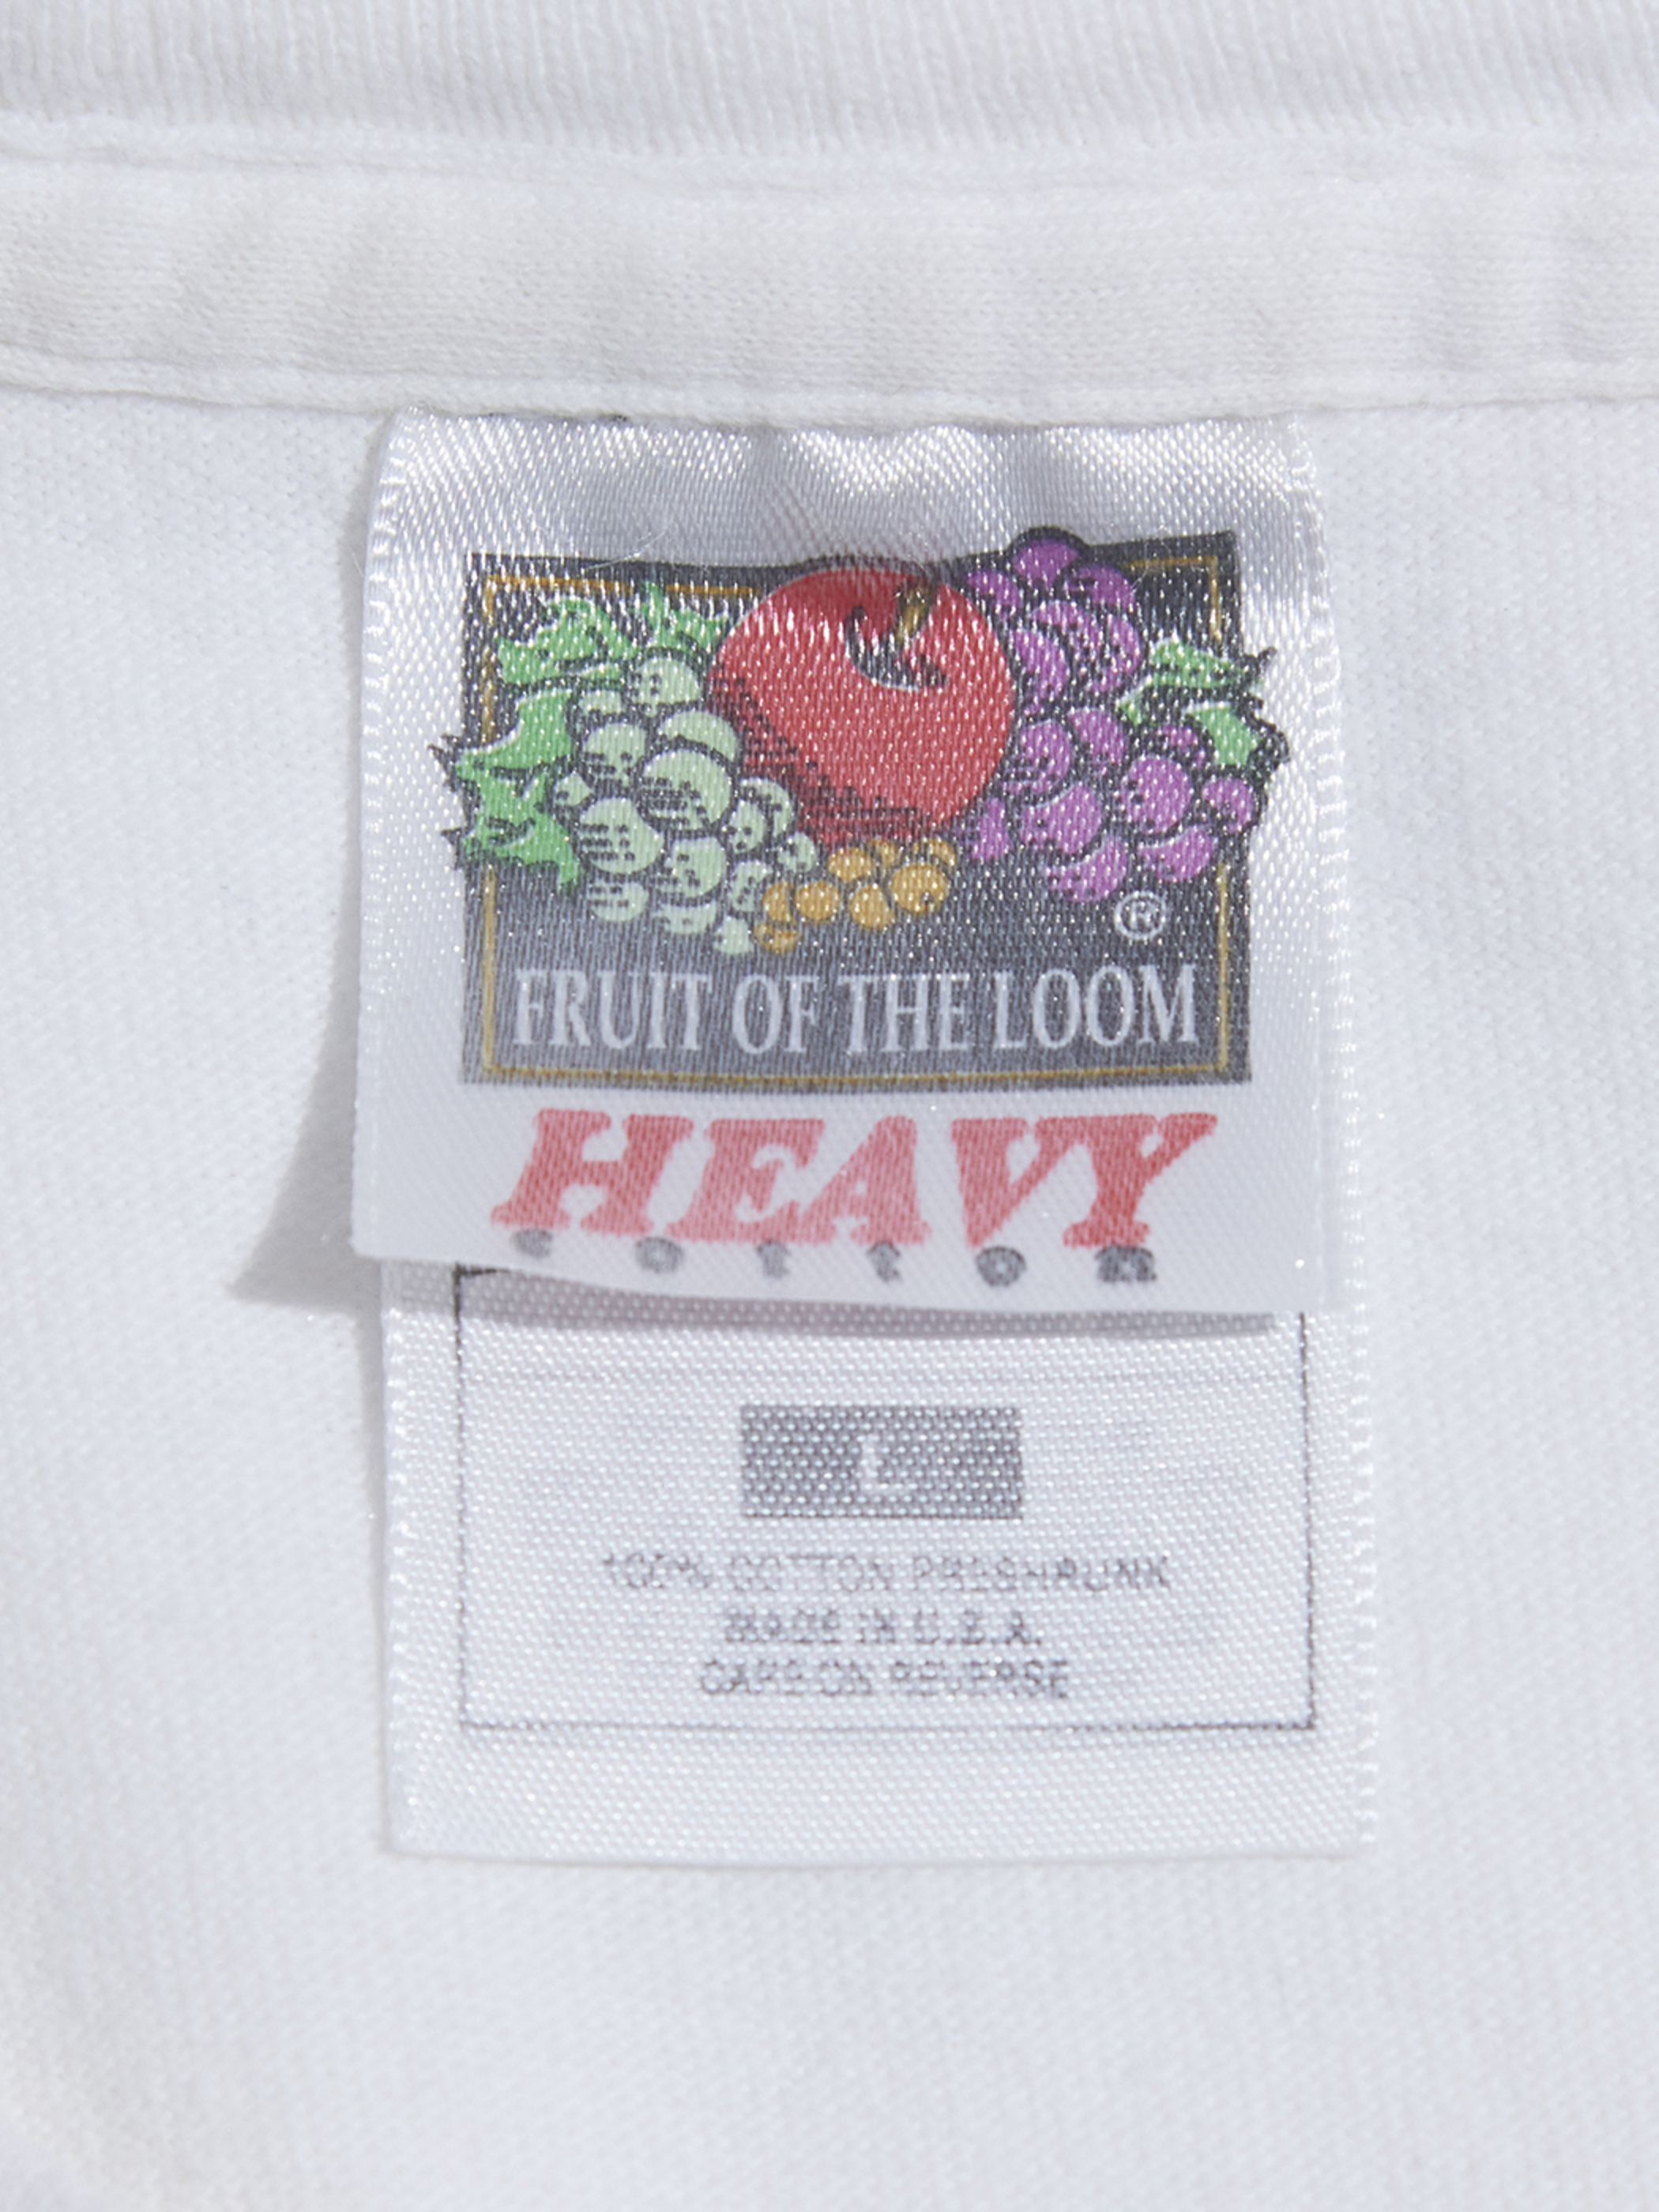 ®
FRUIT OF THE LOOM
HEAVY
cotton
L
100% COTTON PRESHRUNK
MADE IN U.S.A.
CARE ON REVERSE